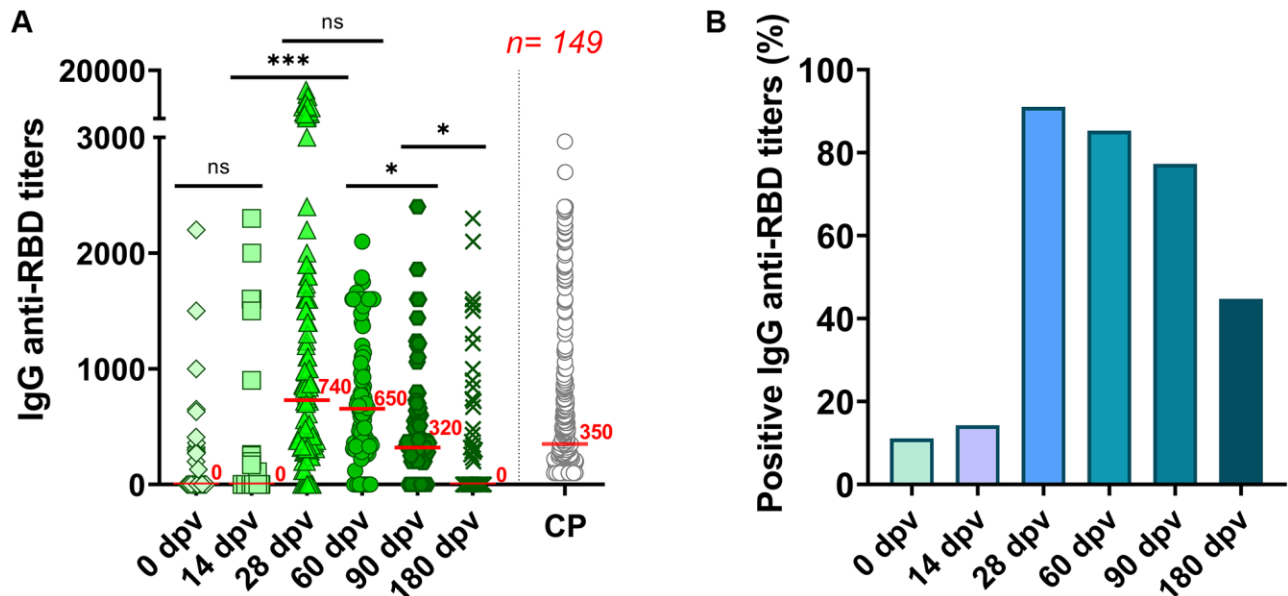 A
ns
n= 149
***
20000
3000
*
ns
*
2000
1000
0
IgG anti-RBD titers
0
0
740
650
320
0
350
0 dpv
14 dpv
28 dpv
60 dpv
90 dpv
180 dpv
CP
B
Positive IgG anti-RBD titers (%)
100
80
60
40
20
0
0 dpv
14 dpv
28 dpv
60 dpv
90 dpv
180 dpv